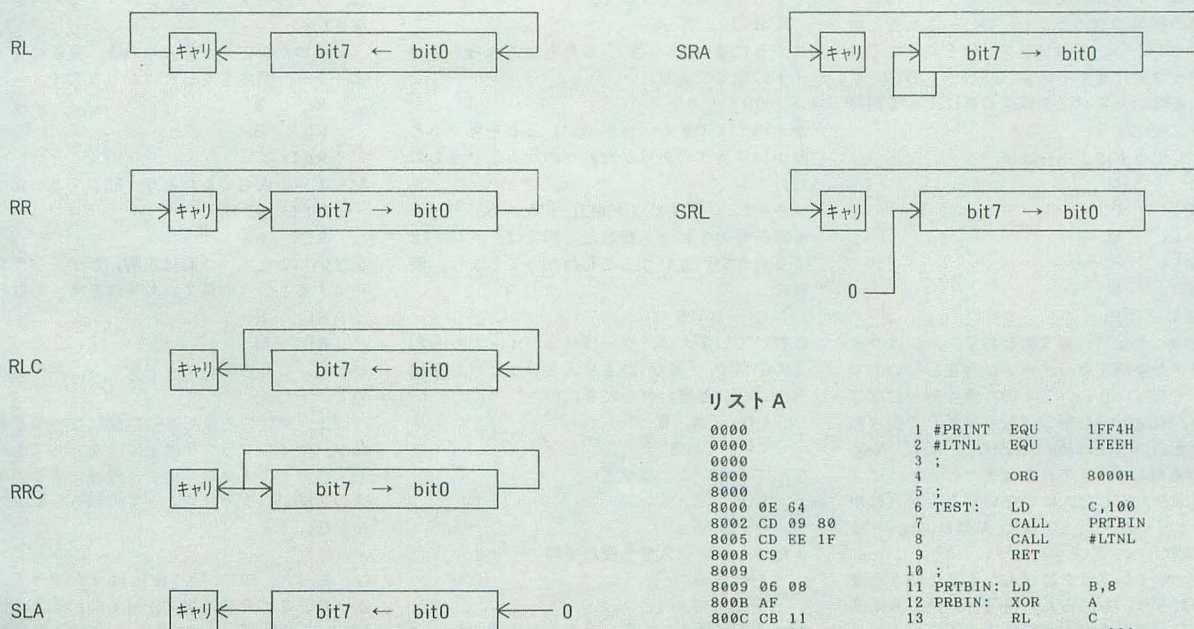 RL
キャリ
bit7 ← bit0
RR
キャリ
bit7 → bit0
RLC
キャリ
bit7 ← bit0
RRC
キャリ
bit7 → bit0
SLA
キャリ
bit7 ← bit0
0
SRA
キャリ
bit7 → bit0
SRL
キャリ
bit7 → bit0
0
リストA
0000 1 #PRINT EQU 1FF4H
0000 2 #LTNL EQU 1FEEH
0000 3 ;
8000 4 ORG 8000H
8000 5 ;
8000 0E 64 6 TEST: LD C,100
8002 CD 09 80 7 CALL PRTBIN
8005 CD EE 1F 8 CALL #LTNL
8008 C9 9 RET
8009 10 ;
8009 06 08 11 PRTBIN: LD B,8
800B AF 12 PRBIN: XOR A
800C CB 11 13 RL C